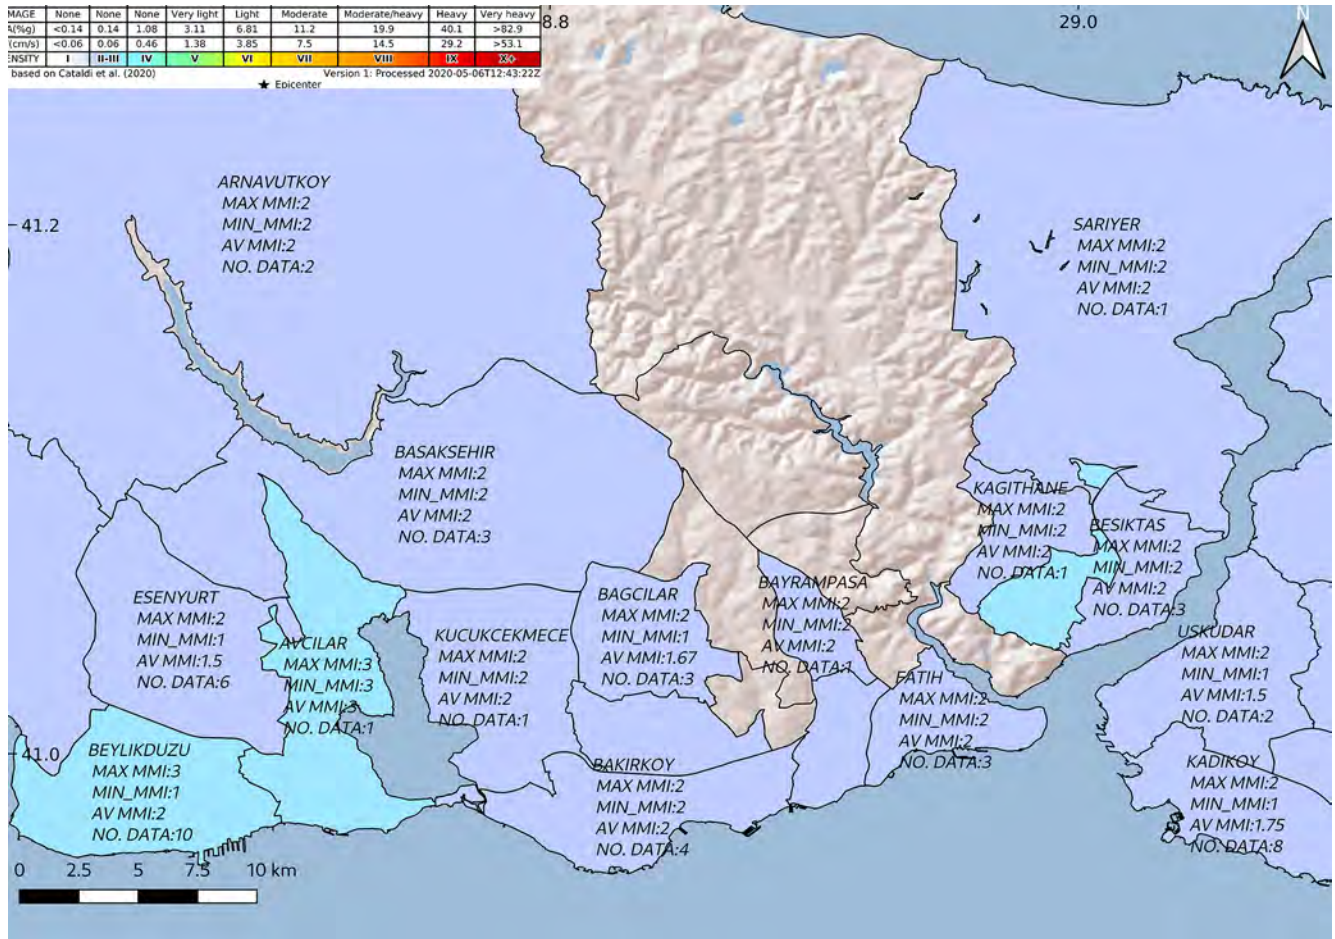 MAGE None None None Very light Light Moderate Moderate/heavy Heavy Very heavy
A(%g) <0.14 0.14 1.08 3.11 6.81 11.2 19.9 40.1 >82.9
(cm/s) <0.06 0.06 0.46 1.38 3.85 7.5 14.5 29.2 >53.1
ENSITY I II-III IV V VI VII VIII IX X+
based on Cataldi et al. (2020) Version 1: Processed 2020-05-06T12:43:22Z
★ Epicenter
8.8
29.0
N
41.2
41.0
ARNAVUTKOY
MAX MMI:2
MIN_MMI:2
AV MMI:2
NO. DATA:2
SARIYER
MAX MMI:2
MIN_MMI:2
AV MMI:2
NO. DATA:1
BASAKSEHIR
MAX MMI:2
MIN_MMI:2
AV MMI:2
NO. DATA:3
KAGITHANE
MAX MMI:2
MIN_MMI:2
AV MMI:2
NO. DATA:1
BESIKTAS
MAX MMI:2
MIN_MMI:2
AV MMI:2
NO. DATA:3
ESENYURT
MAX MMI:2
MIN_MMI:1
AV MMI:1.5
NO. DATA:6
AVCILAR
MAX MMI:3
MIN_MMI:3
AV MMI:3
NO. DATA:1
KUCUKCEKMECE
MAX MMI:2
MIN_MMI:2
AV MMI:2
NO. DATA:1
BAGCILAR
MAX MMI:2
MIN_MMI:1
AV MMI:1.67
NO. DATA:3
BAYRAMPASA
MAX MMI:2
MIN_MMI:2
AV MMI:2
NO. DATA:1
FATIH
MAX MMI:2
MIN_MMI:2
AV MMI:2
NO. DATA:3
USKUDAR
MAX MMI:2
MIN_MMI:1
AV MMI:1.5
NO. DATA:2
BEYLIKDUZU
MAX MMI:3
MIN_MMI:1
AV MMI:2
NO. DATA:10
BAKIRKOY
MAX MMI:2
MIN_MMI:2
AV MMI:2
NO. DATA:4
KADIKOY
MAX MMI:2
MIN_MMI:1
AV MMI:1.75
NO. DATA:8
0 2.5 5 7.5 10 km